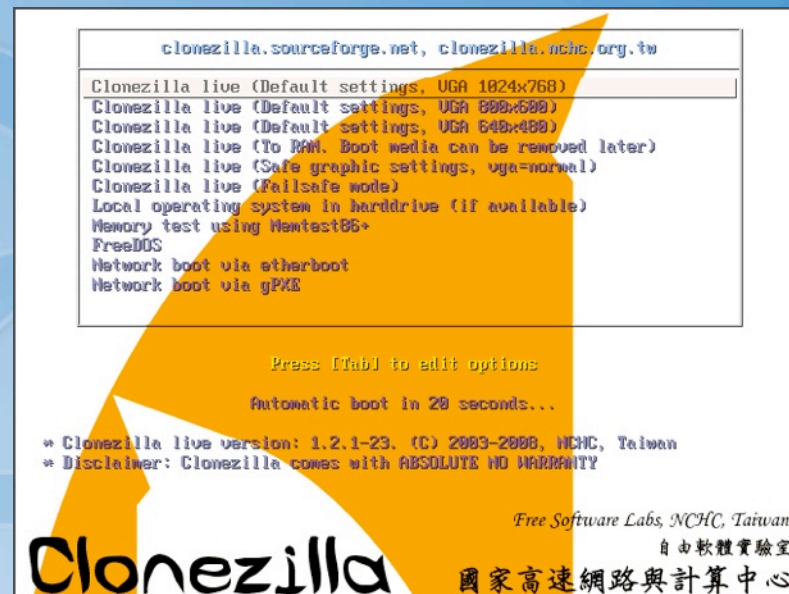 clonezilla.sourceforge.net, clonezilla.nchc.org.tw
Clonezilla live (Default settings, VGA 1024x768)
Clonezilla live (Default settings, VGA 800x600)
Clonezilla live (Default settings, VGA 640x480)
Clonezilla live (To RAM. Boot media can be removed later)
Clonezilla live (Safe graphic settings, vga=normal)
Clonezilla live (Failsafe mode)
Local operating system in harddrive (if available)
Memory test using Memtest86+
FreeDOS
Network boot via etherboot
Network boot via gPXE
Press [Tab] to edit options
Automatic boot in 20 seconds...
* Clonezilla live version: 1.2.1-23. (C) 2003-2008, NCHC, Taiwan
* Disclaimer: Clonezilla comes with ABSOLUTE NO WARRANTY
Free Software Labs, NCHC, Taiwan
自由軟體實驗室
Clonezilla
國家高速網路與計算中心